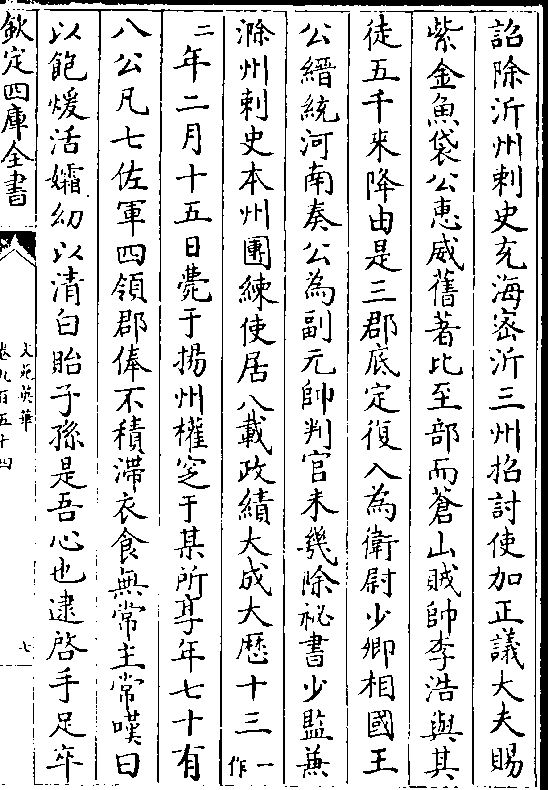 詔除沂州刺史充海密沂三州招討使加正議大夫賜
紫金魚袋公惠威舊著比至部而蒼山賊帥李浩與其
徒五千來降由是三郡底定復入為衛尉少卿相國王
公縉統河南奏公為副元帥判官未幾除祕書少監兼
滁州刺史本州團練使居八載政績大成大歷十三一作
二年二月十五日薨于揚州權窆于某所享年七十有
八公凡七佐軍四領郡俸不積滯衣食無常主常嘆曰
以飽煖活孀幼以清白貽子孫是吾心也逮啓手足卒
欽定四庫全書
文苑英華
卷九百五十四
七